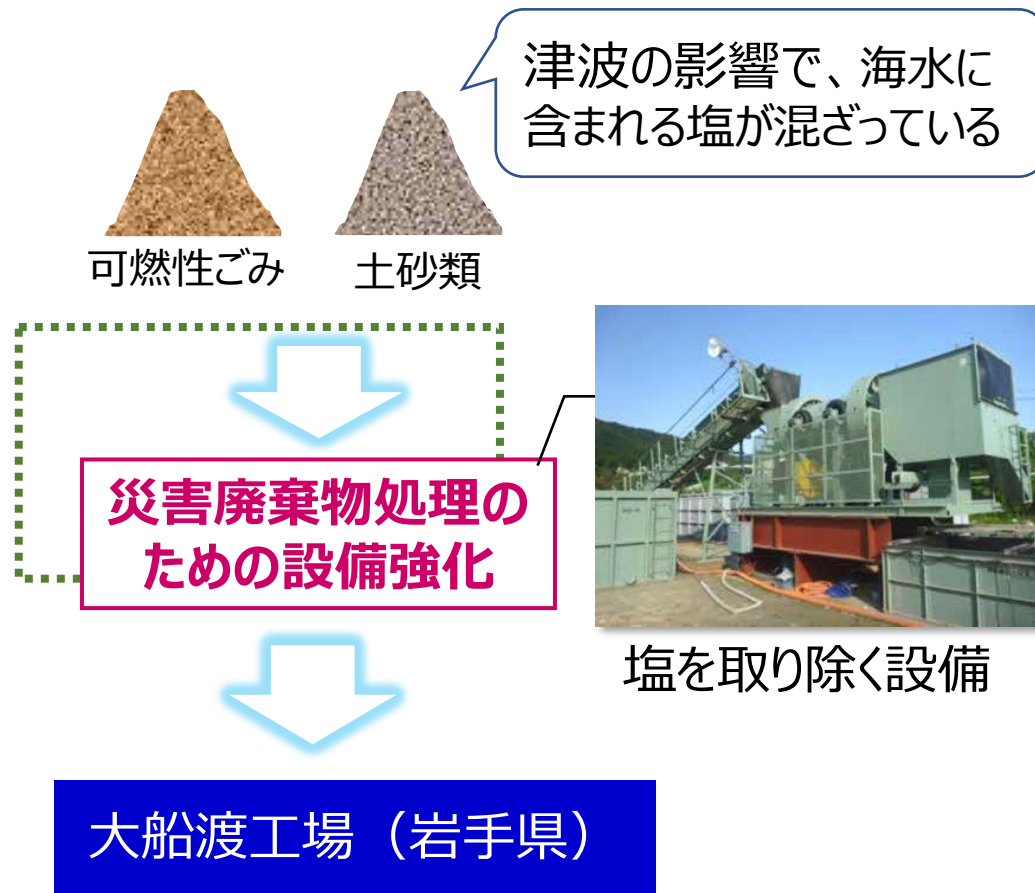 津波の影響で、海水に
含まれる塩が混ざっている
可燃性ごみ
土砂類
災害廃棄物処理の
ための設備強化
塩を取り除く設備
大船渡工場（岩手県）